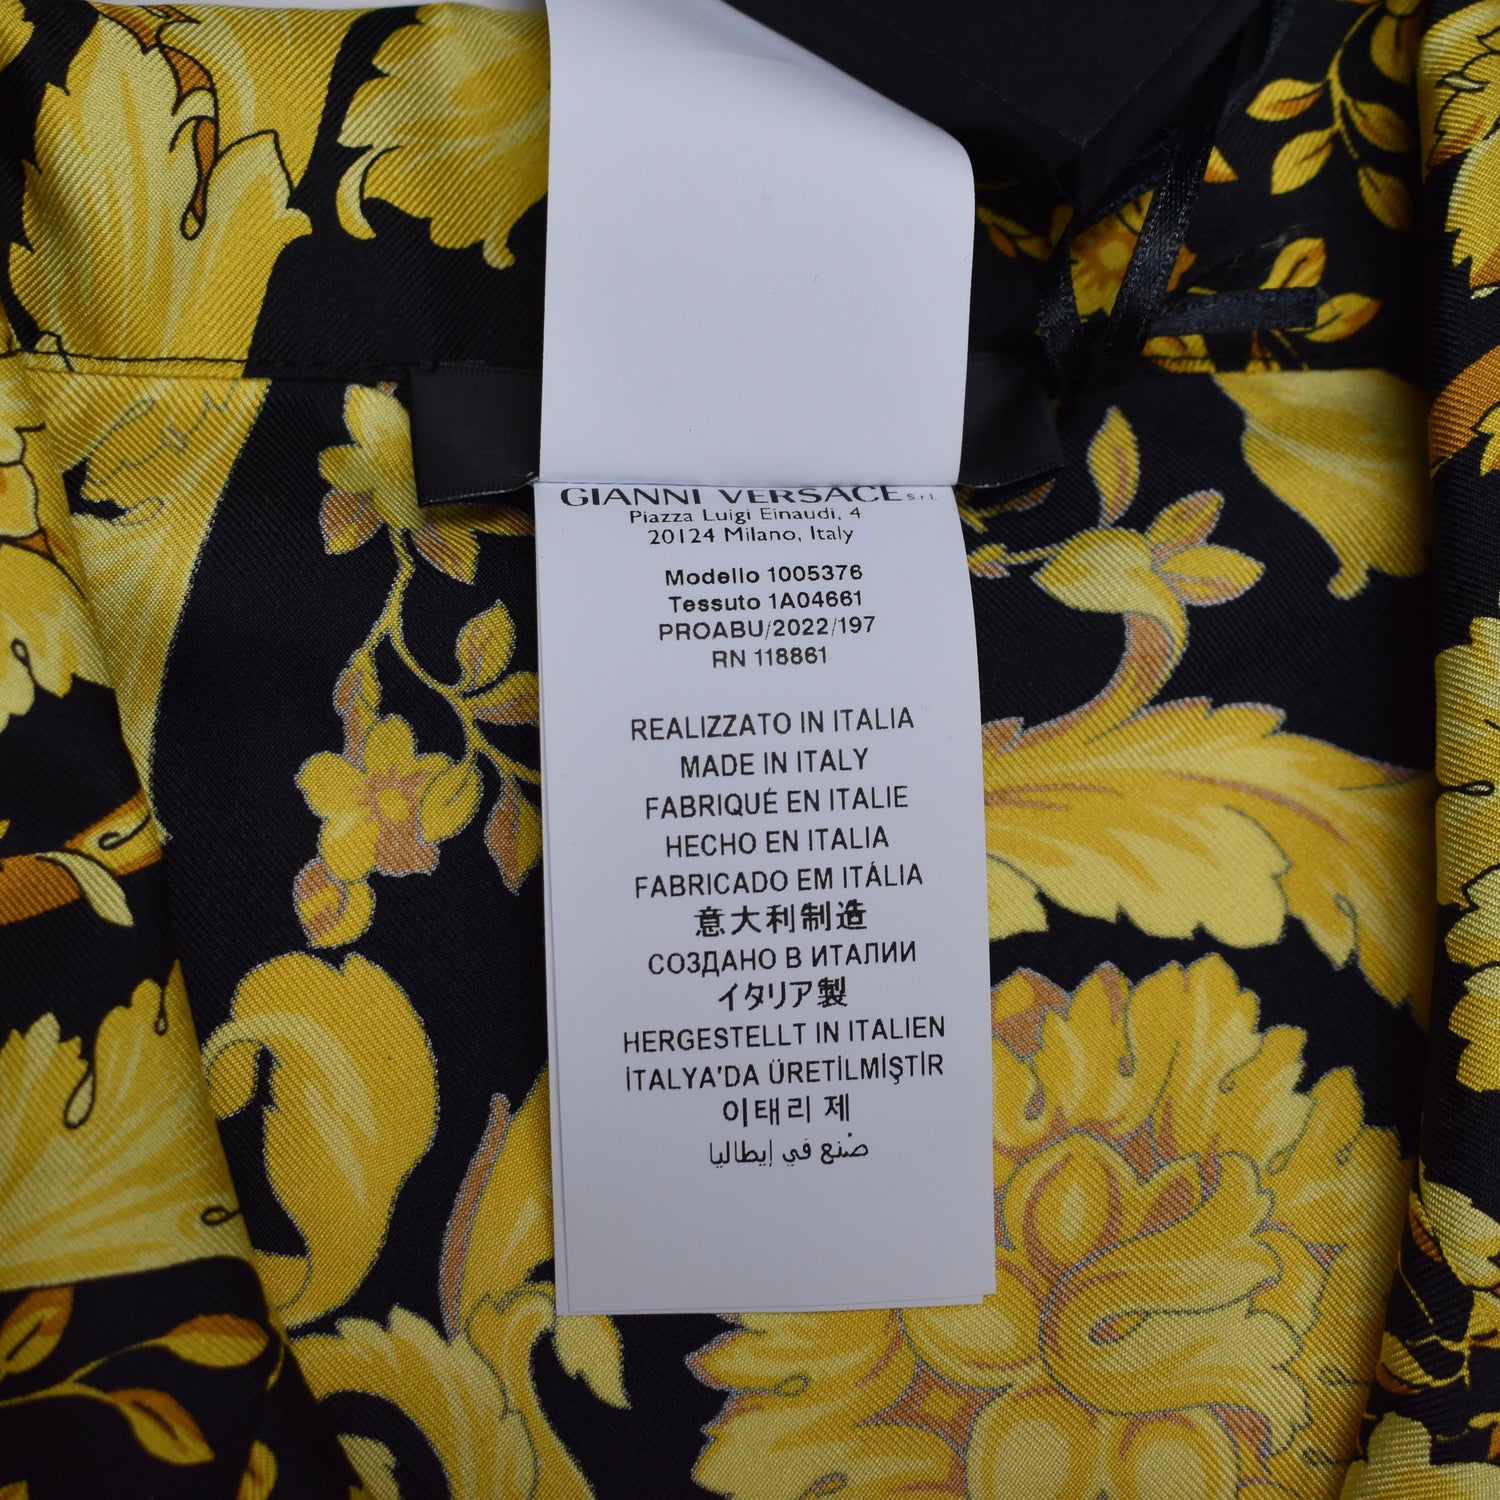 GIANNI VERSACE S.r.l.
Piazza Luigi Einaudi, 4
20124 Milano, Italy
Modello 1005376
Tessuto 1A04661
PROABU/2022/197
RN 118861
REALIZZATO IN ITALIA
MADE IN ITALY
FABRIQUÉ EN ITALIE
HECHO EN ITALIA
FABRICADO EM ITÁLIA
意大利制造
СОЗДАНО В ИТАЛИИ
イタリア製
HERGESTELLT IN ITALIEN
İTALYA'DA ÜRETİLMİŞTİR
이태리 제
صُنع في إيطاليا